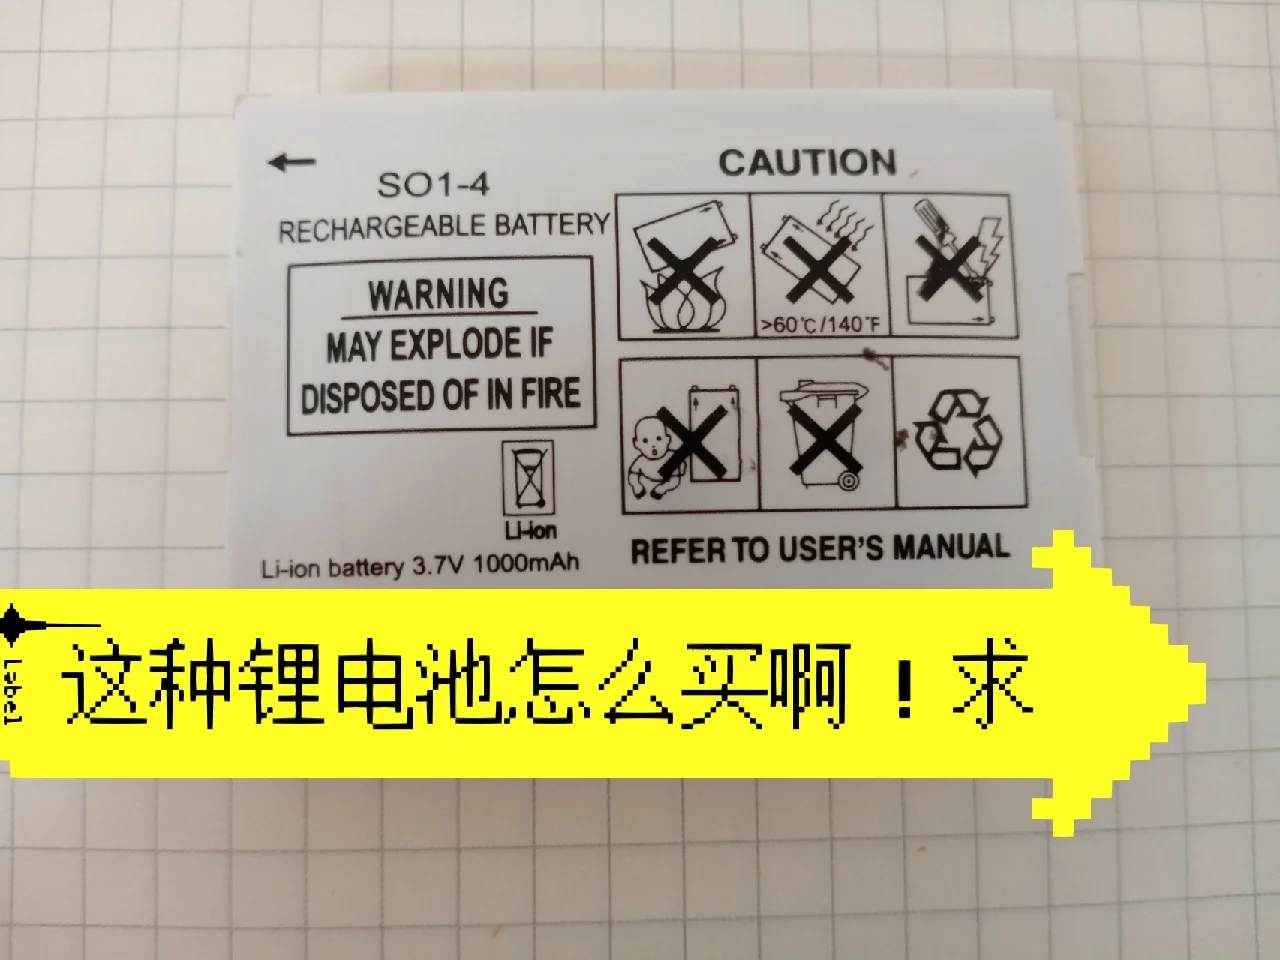 SO1-4
RECHARGEABLE BATTERY
WARNING
MAY EXPLODE IF
DISPOSED OF IN FIRE
Li-ion
Li-ion battery 3.7V 1000mAh
CAUTION
>60℃/140℉
REFER TO USER'S MANUAL
Label
这种锂电池怎么买啊！求